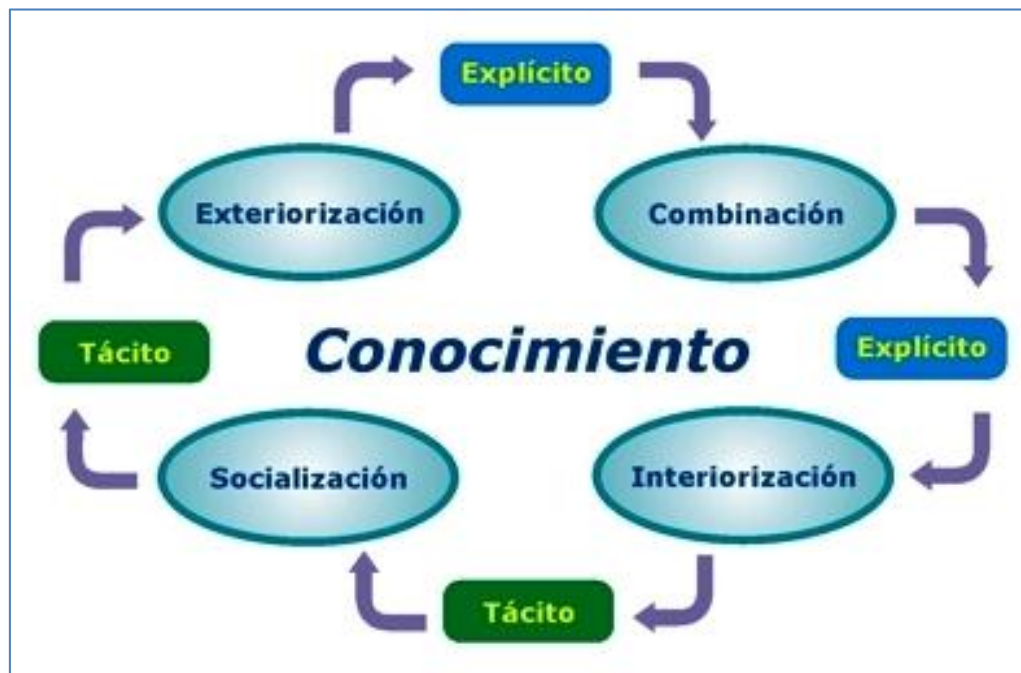 Explícito
Exteriorización
Combinación
Tácito
Conocimiento
Explícito
Socialización
Interiorización
Tácito